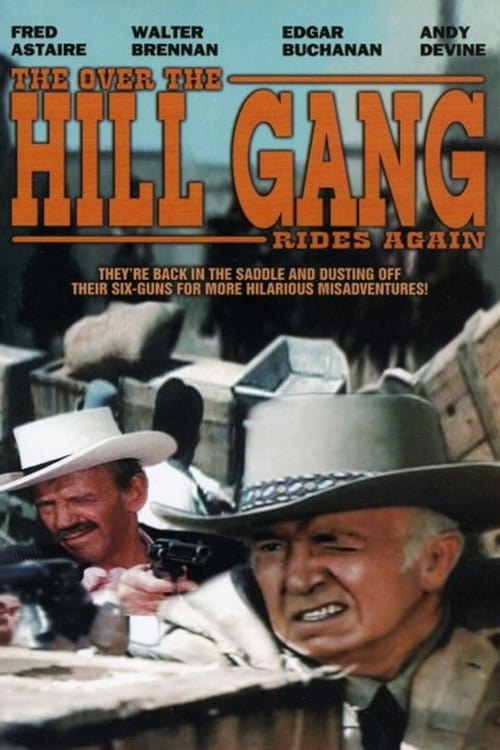 FRED ASTAIRE
WALTER BRENNAN
EDGAR BUCHANAN
ANDY DEVINE
THE OVER THE
HILL GANG
RIDES AGAIN
THEY'RE BACK IN THE SADDLE AND DUSTING OFF
THEIR SIX-GUNS FOR MORE HILARIOUS MISADVENTURES!